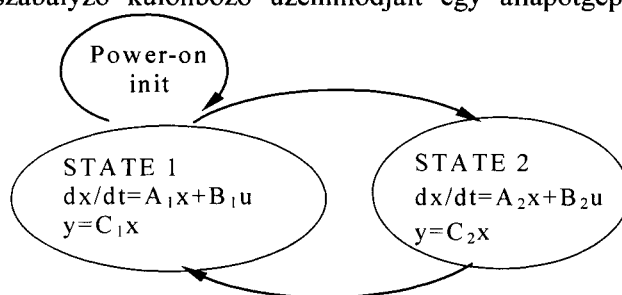 szabályzó különböző üzemmódjait egy állapotgép
Power-on
init
STATE 1
dx/dt=A₁x+B₁u
y=C₁x
STATE 2
dx/dt=A₂x+B₂u
y=C₂x